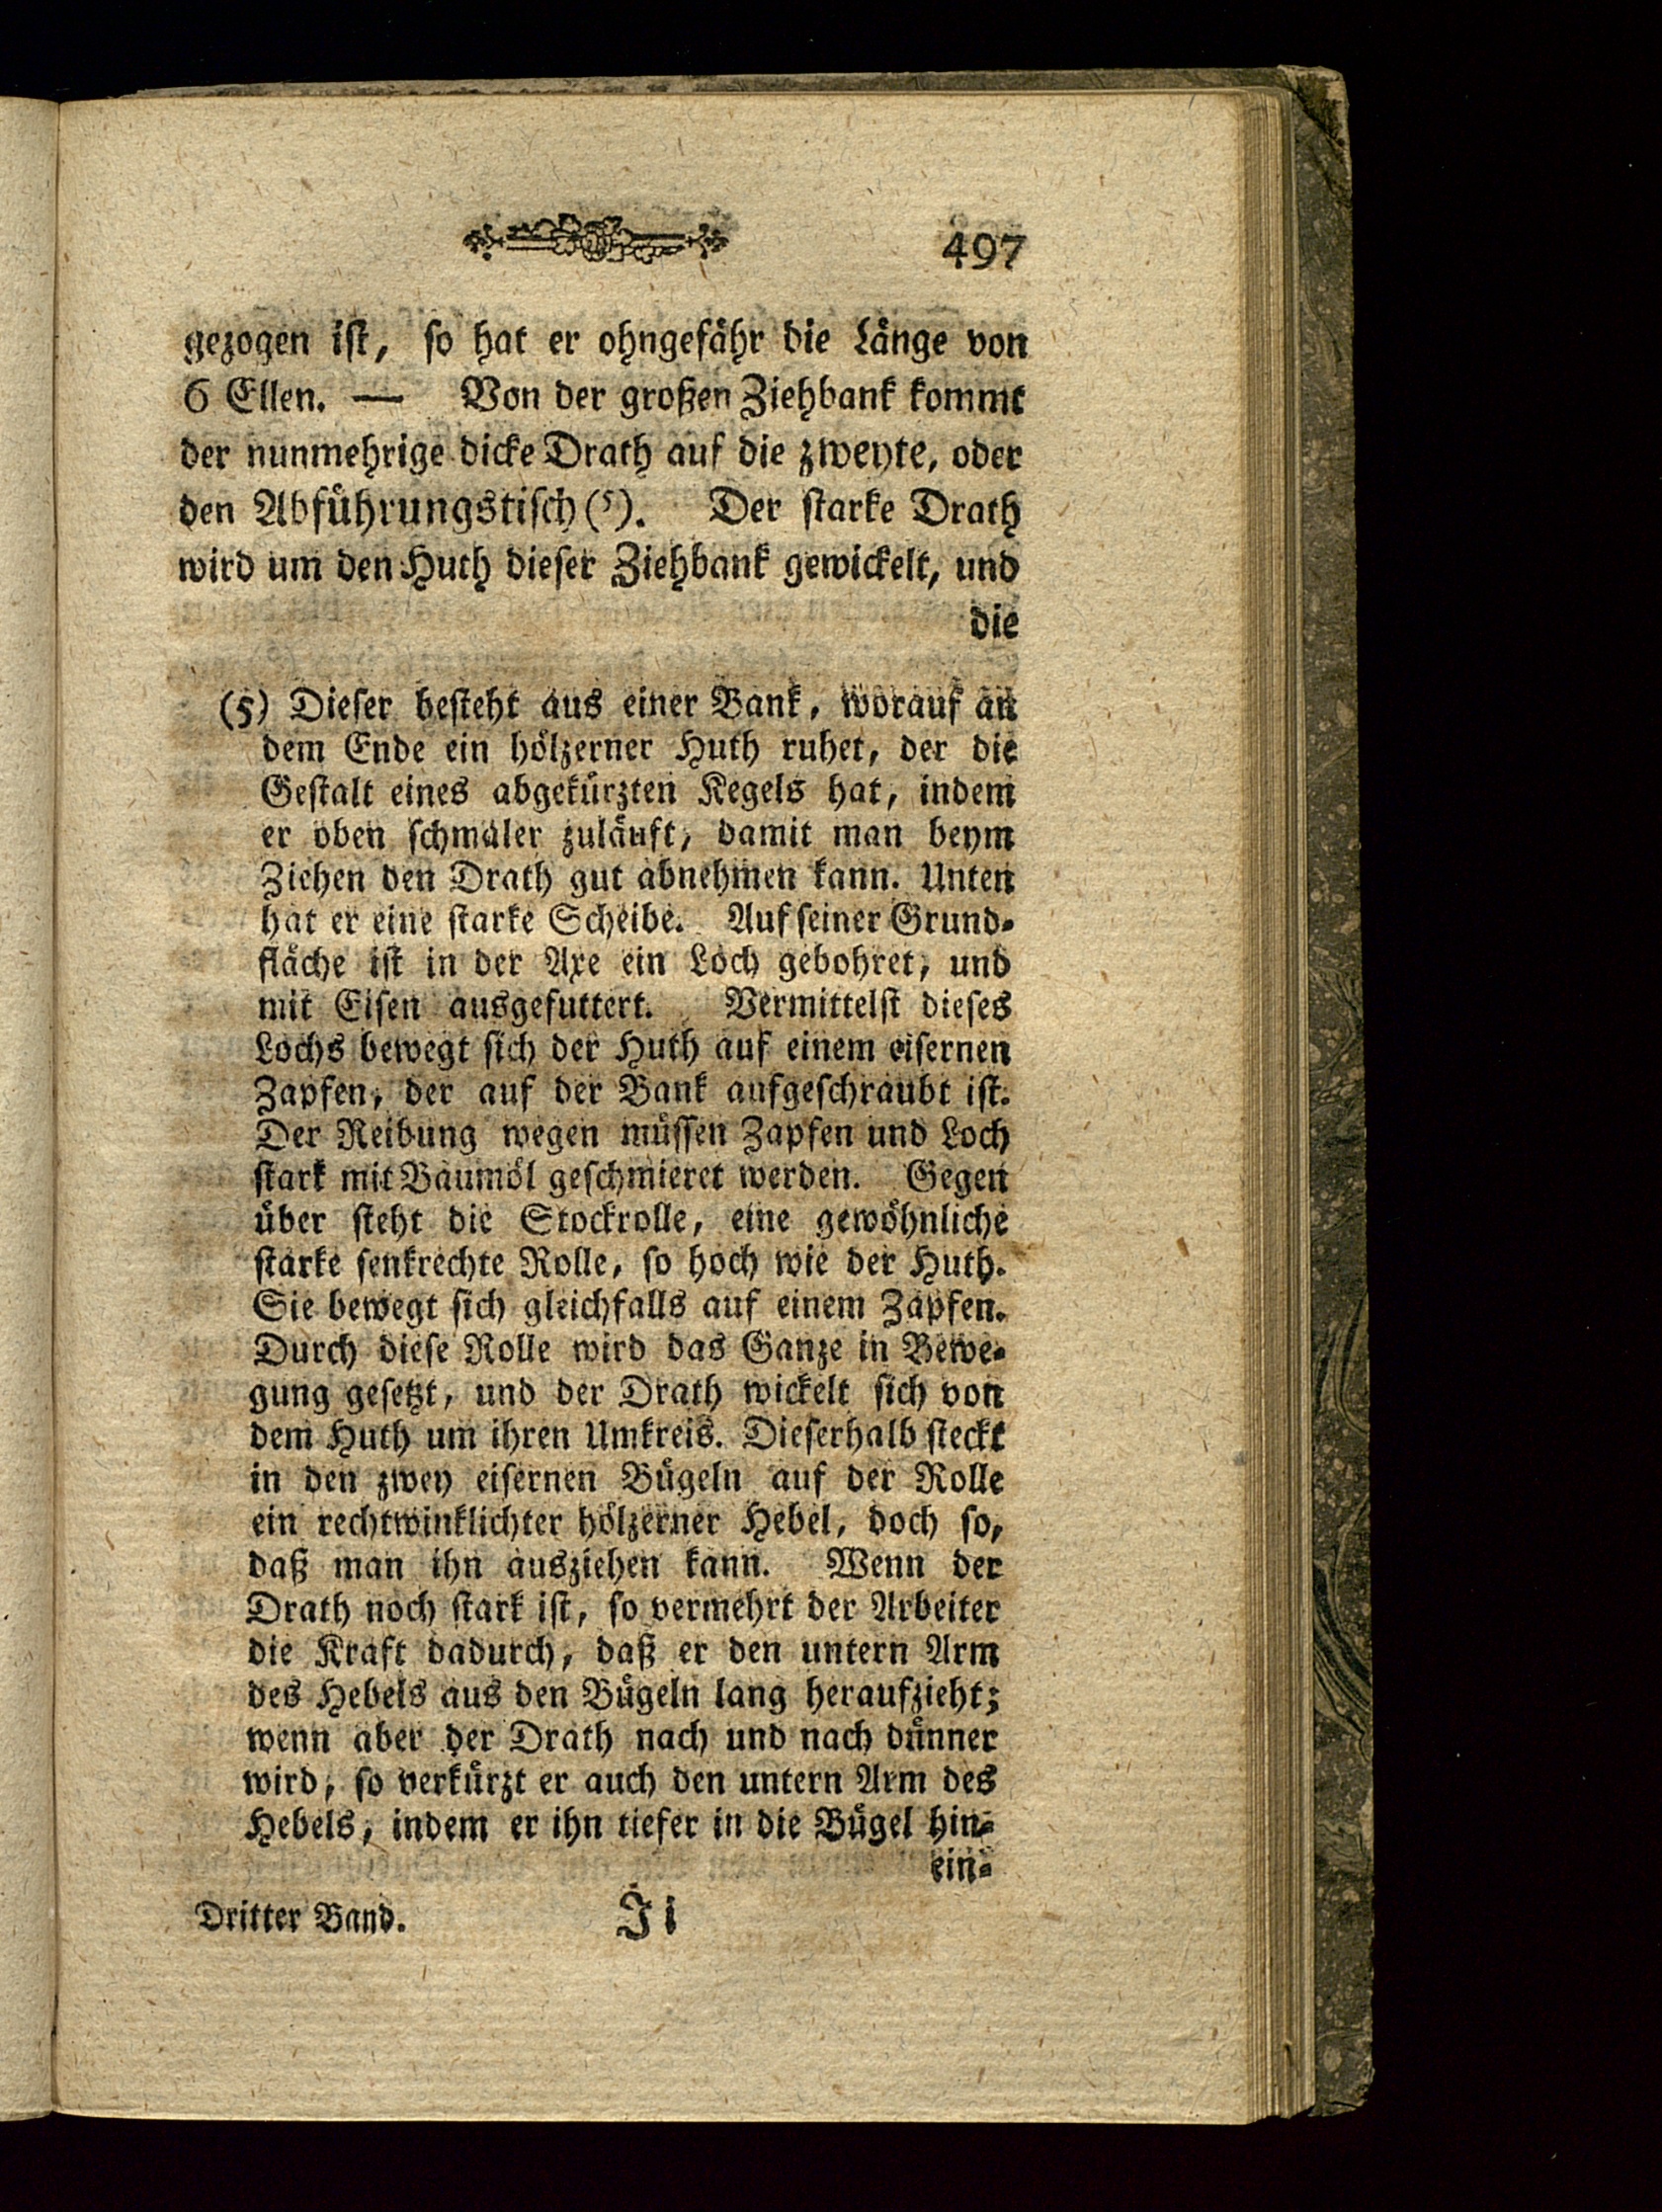 497
gezogen ist, so hat er ohngefähr die Länge von
6 Ellen. — Von der großen Ziehbank kommt
der nunmehrige dicke Drath auf die zweyte, oder
den Abführungstisch (5). Der starke Drath
wird um den Huth dieser Ziehbank gewickelt, und
die
(5) Dieser besteht aus einer Bank, worauf an
dem Ende ein hölzerner Huth ruhet, der die
Gestalt eines abgekürzten Kegels hat, indem
er oben schmäler zuläuft, damit man beym
Ziehen den Drath gut abnehmen kann. Unten
hat er eine starke Scheibe. Auf seiner Grund-
fläche ist in der Axe ein Loch gebohret, und
mit Eisen ausgefuttert. Vermittelst dieses
Lochs bewegt sich der Huth auf einem eisernen
Zapfen, der auf der Bank aufgeschraubt ist.
Der Reibung wegen müssen Zapfen und Loch
stark mit Baumöl geschmieret werden. Gegen
über steht die Stockrolle, eine gewöhnliche
starke senkrechte Rolle, so hoch wie der Huth.
Sie bewegt sich gleichfalls auf einem Zapfen.
Durch diese Rolle wird das Ganze in Bewe-
gung gesetzt, und der Drath wickelt sich von
dem Huth um ihren Umkreis. Dieserhalb steckt
in den zwey eisernen Bügeln auf der Rolle
ein rechtwinklichter hölzerner Hebel, doch so,
daß man ihn ausziehen kann. Wenn der
Drath noch stark ist, so vermehrt der Arbeiter
die Kraft dadurch, daß er den untern Arm
des Hebels aus den Bügeln lang heraufzieht;
wenn aber der Drath nach und nach dünner
wird, so verkürzt er auch den untern Arm des
Hebels, indem er ihn tiefer in die Bügel hin-
ein-
Dritter Band. Ji